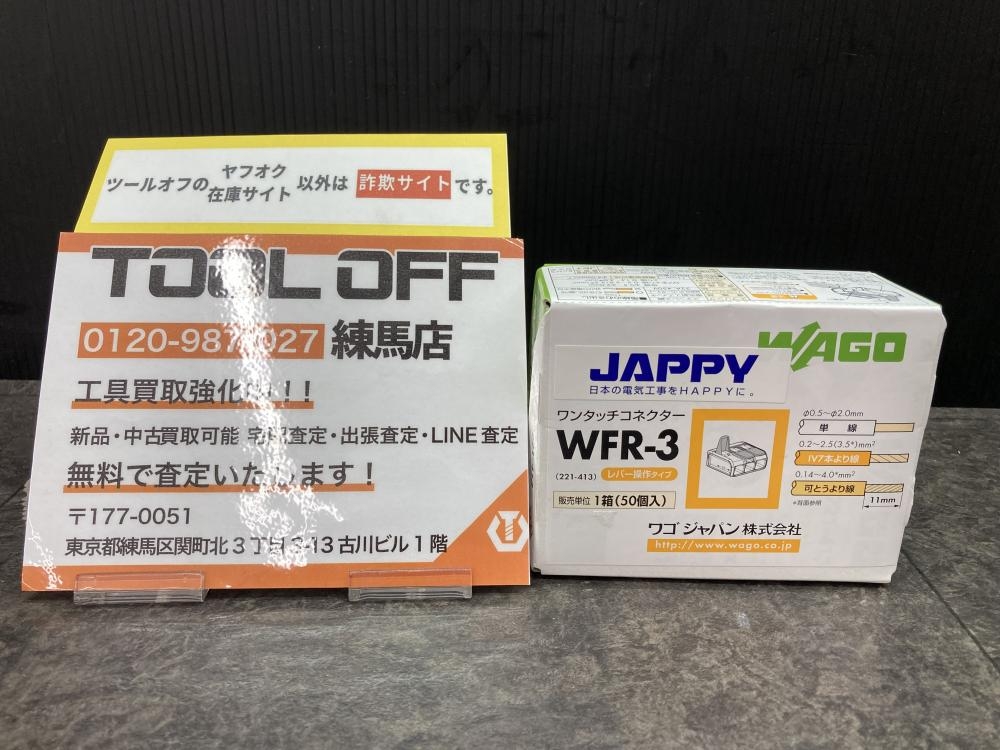 ツールオフの ヤフオク 在庫サイト 以外は 詐欺サイト です。
TOOL OFF
練馬店
工具買取強化
新品・中古買取可能 宅配査定・出張査定・LINE査定
無料で査定いたします!
〒177-0051
東京都練馬区関町北3丁目
古川ビル1階
WAGO
JAPPY
日本の電気工事をHAPPYに。
ワンタッチコネクター
WFR-3
(221-413) レバー操作タイプ
販売単位 1箱(50個入)
φ0.5~φ2.0mm
単線
0.2~2.5(3.5*)mm²
IV7本より線
0.14~4.0*mm²
可とうより線
*背面参照
11mm
ワゴジャパン株式会社
http://www.wago.co.jp